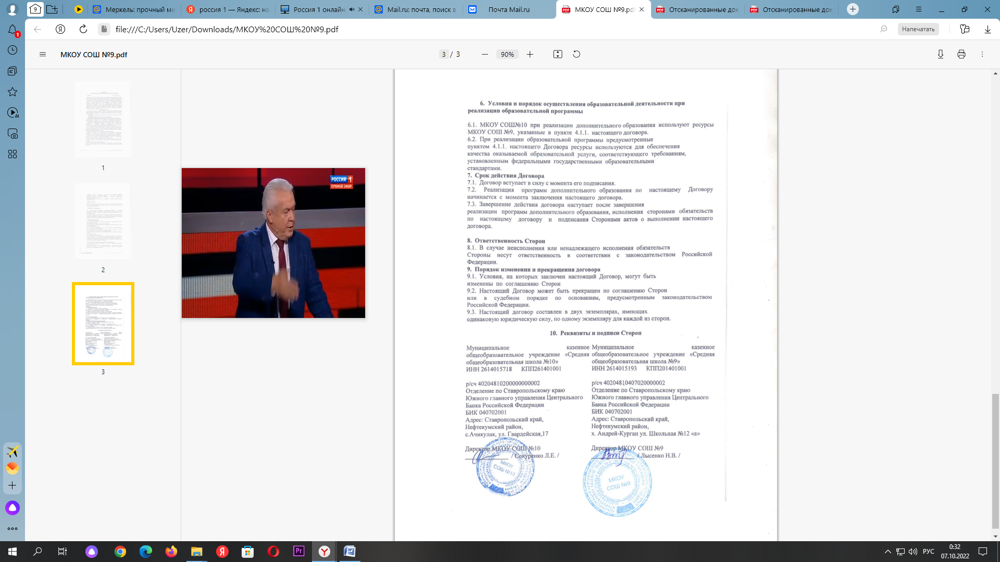 9
Меркель: прочный ми
россия 1 — Яндекс: на
Россия 1 онлайн.
Mail.ru: почта, поиск в
Почта Mail.ru
МКОУ СОШ №9.pdf
Отсканированные док
Отсканированные док
1
file:///C:/Users/Uzer/Downloads/МКОУ%20СОШ%20№9.pdf
Напечатать
МКОУ СОШ №9.pdf
3 / 3
90%
1
2
3
РОССИЯ 1
ПРЯМОЙ ЭФИР
6. Условия и порядок осуществления образовательной деятельности при
реализации образовательной программы
6.1. МКОУ СОШ№10 при реализации дополнительного образования используют ресурсы
МКОУ СОШ №9, указанные в пункте 4.1.1. настоящего договора.
6.2. При реализации образовательной программы предусмотренные
пунктом 4.1.1. настоящего Договора ресурсы используются для обеспечения
качества оказываемой образовательной услуги, соответствующего требованиям,
установленным федеральными государственными образовательными
стандартами.
7. Срок действия Договора
7.1. Договор вступает в силу с момента его подписания.
7.2. Реализация программ дополнительного образования по настоящему Договору
начинается с момента заключения настоящего договора.
7.3. Завершение действия договора наступает после завершения
реализации программ дополнительного образования, исполнения сторонами обязательств
по настоящему договору и подписания Сторонами актов о выполнении настоящего
договора.
8. Ответственность Сторон
8.1. В случае неисполнения или ненадлежащего исполнения обязательств
Стороны несут ответственность в соответствии с законодательством Российской
Федерации.
9. Порядок изменения и прекращения договора
9.1. Условия, на которых заключен настоящий Договор, могут быть
изменены по соглашению Сторон
9.2. Настоящий Договор может быть прекращен по соглашению Сторон
или в судебном порядке по основаниям, предусмотренным законодательством
Российской Федерации.
9.3. Настоящий договор составлен в двух экземплярах, имеющих
одинаковую юридическую силу, по одному экземпляру для каждой из сторон.
10. Реквизиты и подписи Сторон
Муниципальное казенное
общеобразовательное учреждение «Средняя
общеобразовательная школа №10»
ИНН 2614015718 КПП261401001
р/сч 40204810200000000002
Отделение по Ставропольскому краю
Южного главного управления Центрального
Банка Российской Федерации
БИК 040702001
Адрес: Ставропольский край,
Нефтекумский район,
с.Ачикулак, ул. Гвардейская,17
Директор МКОУ СОШ №10
/ Сокуренко Л.Е. /
МКОУ
СОШ №10
Муниципальное казенное
общеобразовательное учреждение «Средняя
общеобразовательная школа №9»
ИНН 2614015193 КПП201401001
р/сч 40204810407020000002
Отделение по Ставропольскому краю
Южного главного управления Центрального
Банка Российской Федерации
БИК 040702001
Адрес: Ставропольский край,
Нефтекумский район,
х. Андрей-Курган ул. Школьная №12 «а»
Директор МКОУ СОШ №9
/ Лысенко Н.В. /
МКОУ
СОШ №9
РУС
0:32
07.10.2022